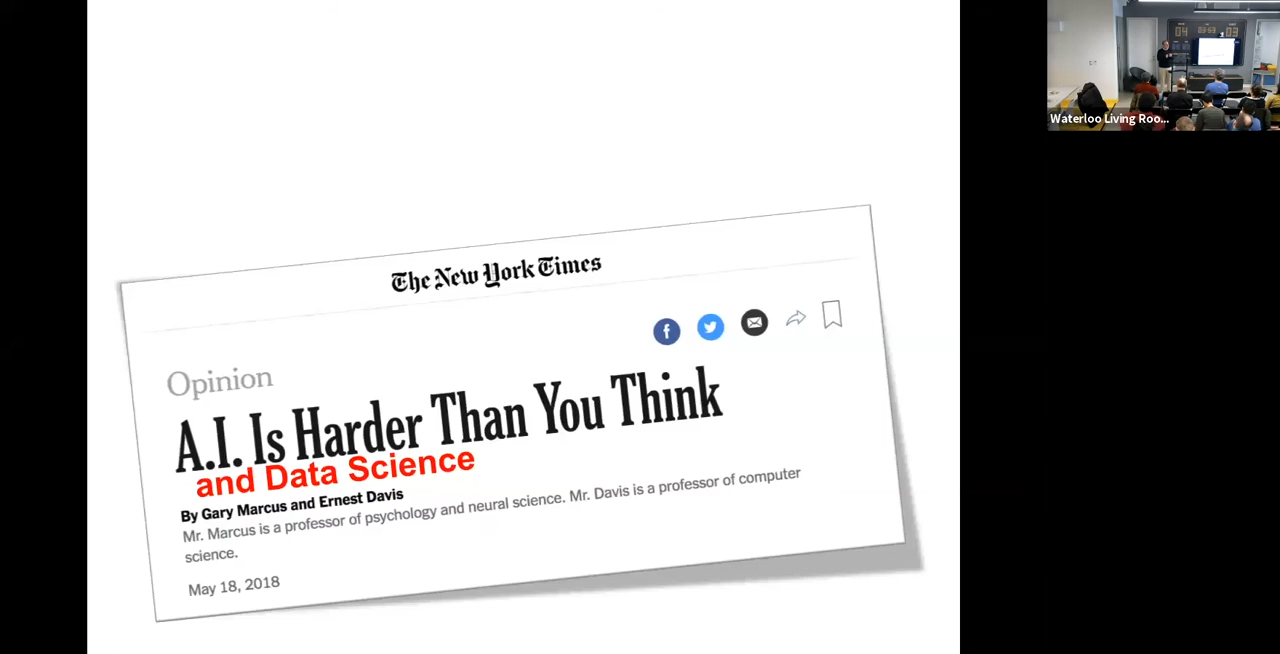 The New York Times
Opinion
A.I. Is Harder Than You Think
and Data Science
By Gary Marcus and Ernest Davis
Mr. Marcus is a professor of psychology and neural science. Mr. Davis is a professor of computer
science.
May 18, 2018
Waterloo Living Roo...